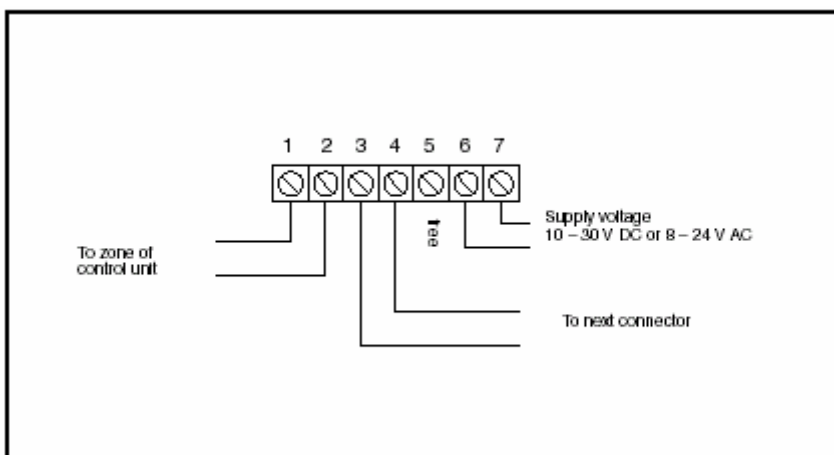 1 2 3 4 5 6 7
free
Supply voltage
10 – 30 V DC or 8 – 24 V AC
To zone of
control unit
To next connector